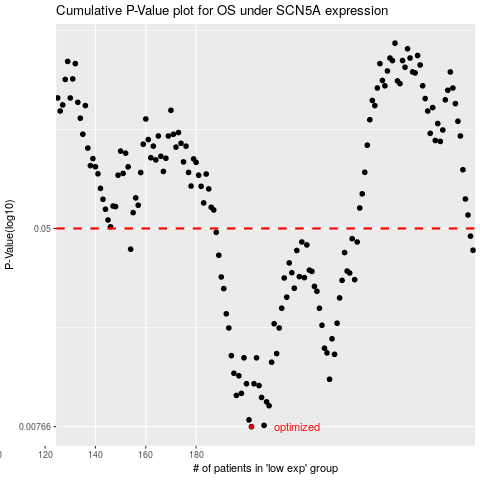 Cumulative P-Value plot for OS under SCN5A expression
P-Value(log10)
0.05
0.00766
optimized
0 120 140 160 180
# of patients in 'low exp' group